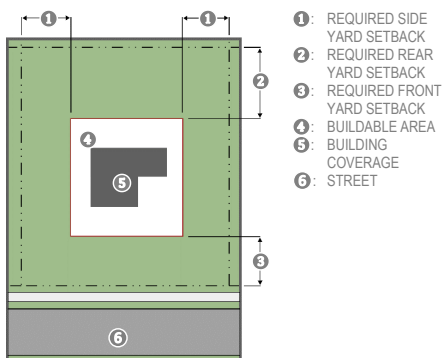 1
1
2
3
4
5
6
1: REQUIRED SIDE
YARD SETBACK
2: REQUIRED REAR
YARD SETBACK
3: REQUIRED FRONT
YARD SETBACK
4: BUILDABLE AREA
5: BUILDING
COVERAGE
6: STREET